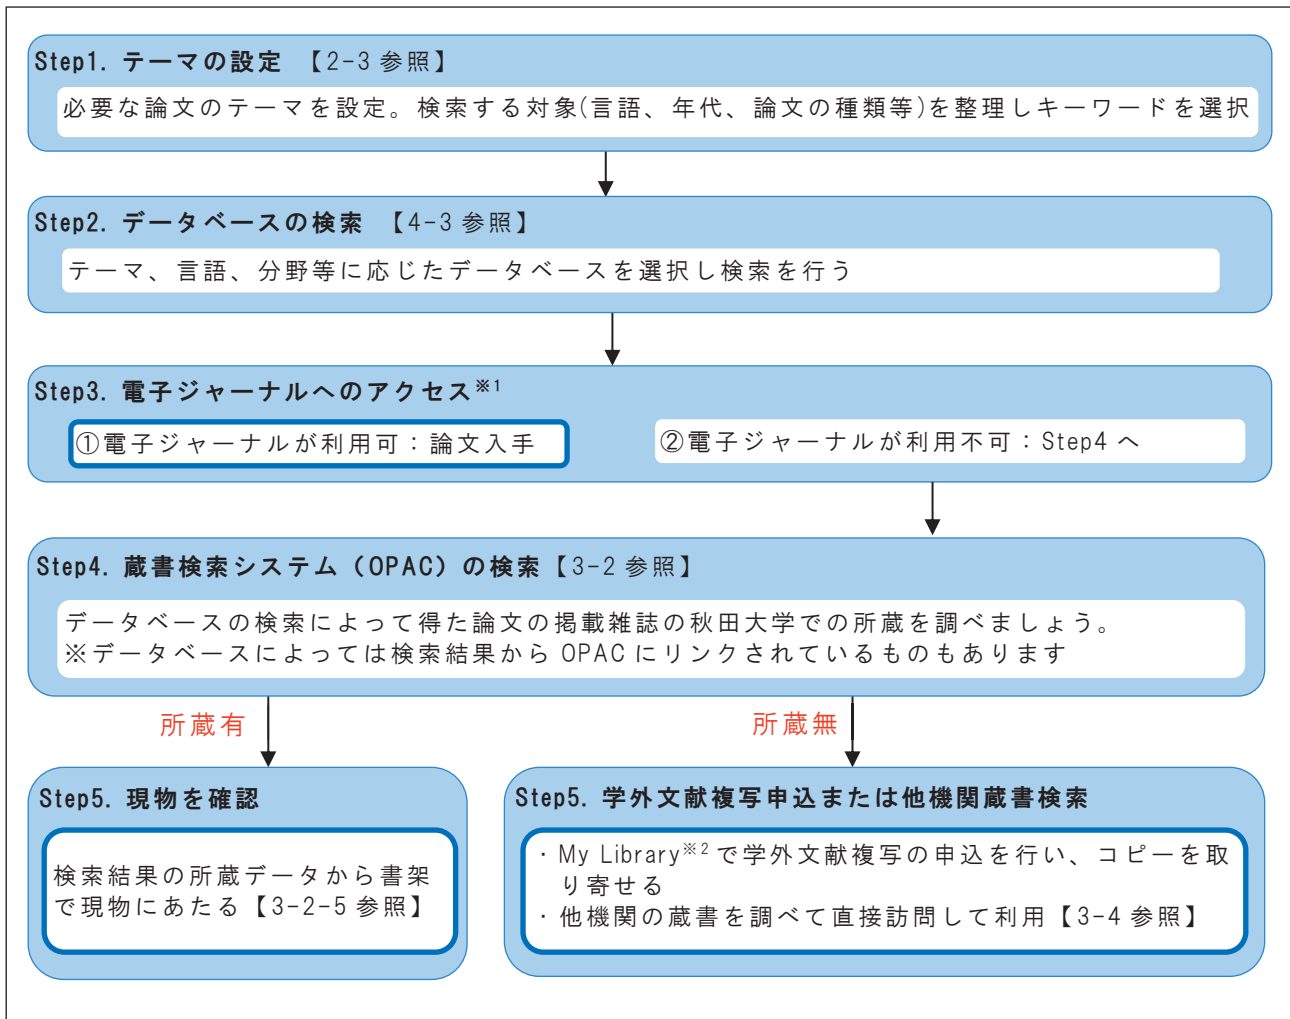 Step1. テーマの設定 【2-3 参照】
必要な論文のテーマを設定。検索する対象(言語、年代、論文の種類等)を整理しキーワードを選択
Step2. データベースの検索 【4-3 参照】
テーマ、言語、分野等に応じたデータベースを選択し検索を行う
Step3. 電子ジャーナルへのアクセス※1
①電子ジャーナルが利用可：論文入手
②電子ジャーナルが利用不可：Step4 へ
Step4. 蔵書検索システム（OPAC）の検索【3-2 参照】
データベースの検索によって得た論文の掲載雑誌の秋田大学での所蔵を調べましょう。
※データベースによっては検索結果から OPAC にリンクされているものもあります
所蔵有
所蔵無
Step5. 現物を確認
検索結果の所蔵データから書架
で現物にあたる【3-2-5 参照】
Step5. 学外文献複写申込または他機関蔵書検索
・My Library※2 で学外文献複写の申込を行い、コピーを取
り寄せる
・他機関の蔵書を調べて直接訪問して利用【3-4 参照】